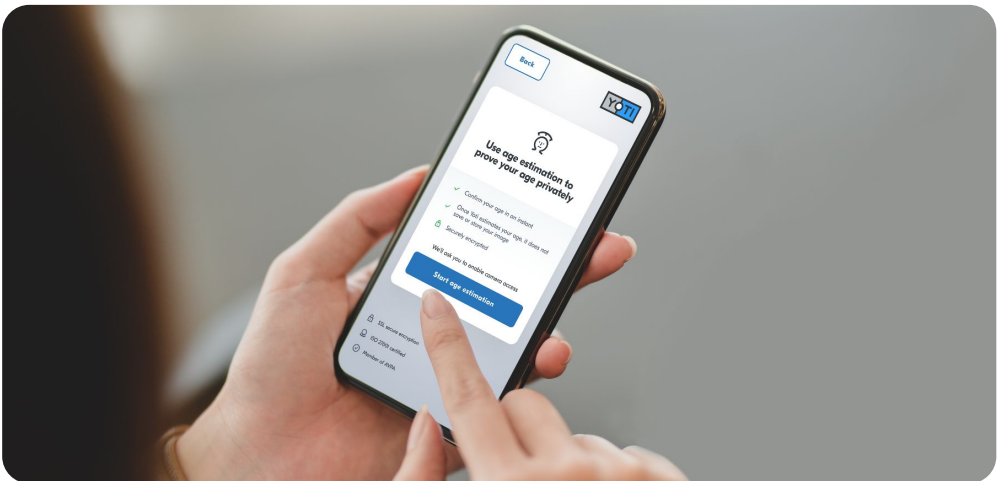 Back
YOTI
Use age estimation to
prove your age privately
Confirm your age in an instant
Once Yoti estimates your age, it does not
save or store your image
Securely encrypted
We'll ask you to enable camera access
Start age estimation
SSL secure encryption
ISO 27001 certified
Member of AVPA